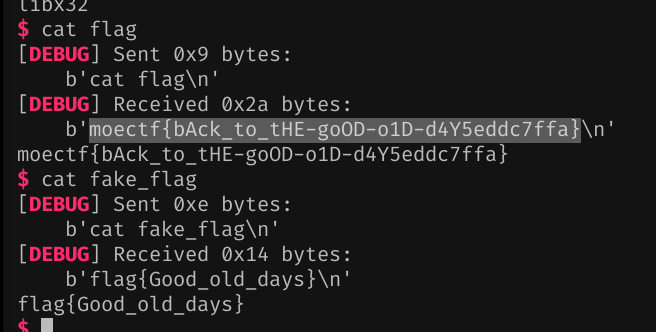 libx32
$ cat flag
[DEBUG] Sent 0x9 bytes:
    b'cat flag\n'
[DEBUG] Received 0x2a bytes:
    b'moectf{bAck_to_tHE-goOD-o1D-d4Y5eddc7ffa}\n'
moectf{bAck_to_tHE-goOD-o1D-d4Y5eddc7ffa}
$ cat fake_flag
[DEBUG] Sent 0xe bytes:
    b'cat fake_flag\n'
[DEBUG] Received 0x14 bytes:
    b'flag{Good_old_days}\n'
flag{Good_old_days}
$